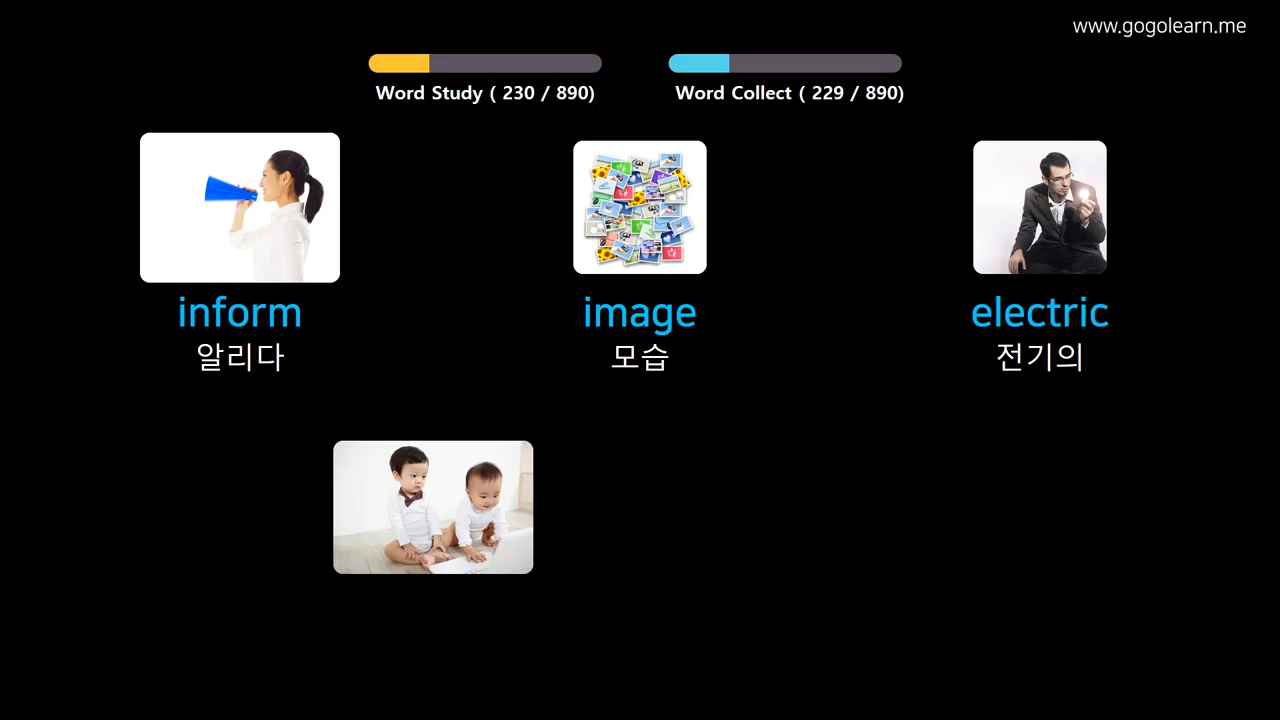 www.gogolearn.me
Word Study ( 230 / 890)
Word Collect ( 229 / 890)
inform
image
electric
알리다
모습
전기의